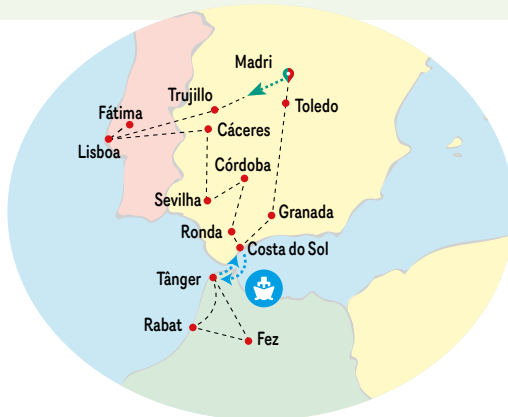 Madri
Trujillo
Toledo
Fátima
Cáceres
Lisboa
Córdoba
Sevilha
Granada
Ronda
Costa do Sol
Tânger
Rabat
Fez